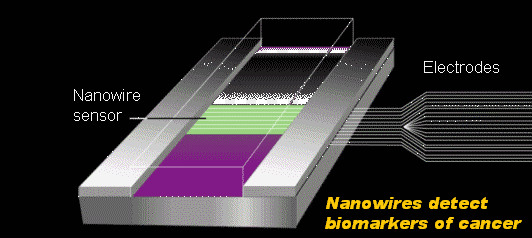 Electrodes
Nanowire
sensor
Nanowires detect
biomarkers of cancer